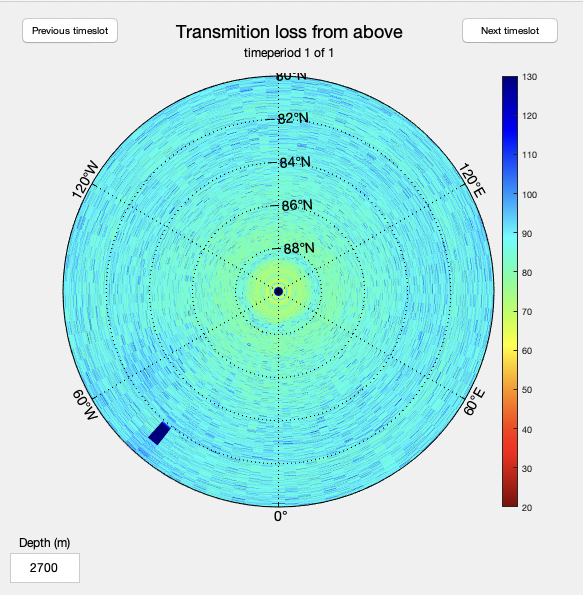 Previous timeslot
Transmition loss from above
Next timeslot
timeperiod 1 of 1
80°N
82°N
84°N
86°N
88°N
120°W
120°E
60°W
60°E
0°
130
120
110
100
90
80
70
60
50
40
30
20
Depth (m)
2700